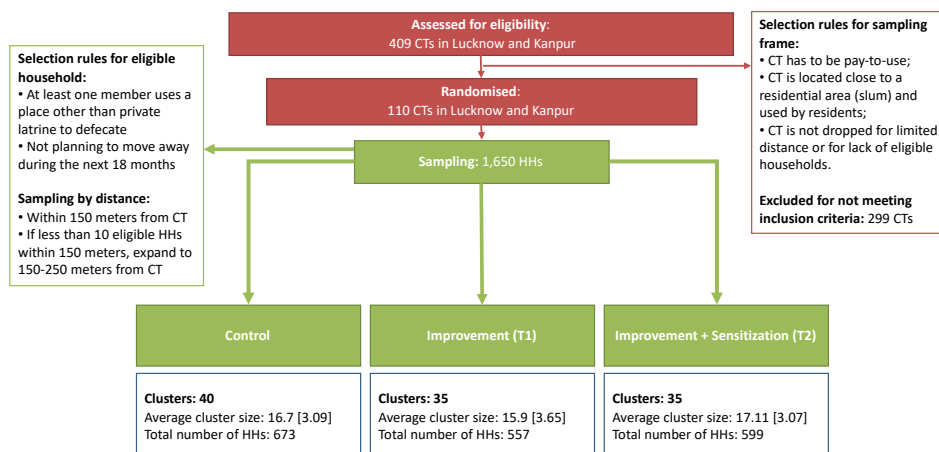 Assessed for eligibility:
409 CTs in Lucknow and Kanpur
Selection rules for sampling
frame:
• CT has to be pay-to-use;
• CT is located close to a
residential area (slum) and
used by residents;
• CT is not dropped for limited
distance or for lack of eligible
households.
Excluded for not meeting
inclusion criteria: 299 CTs
Selection rules for eligible
household:
• At least one member uses a
place other than private
latrine to defecate
• Not planning to move away
during the next 18 months
Sampling by distance:
• Within 150 meters from CT
• If less than 10 eligible HHs
within 150 meters, expand to
150-250 meters from CT
Randomised:
110 CTs in Lucknow and Kanpur
Sampling: 1,650 HHs
Control
Improvement (T1)
Improvement + Sensitization (T2)
Clusters: 40
Average cluster size: 16.7 [3.09]
Total number of HHs: 673
Clusters: 35
Average cluster size: 15.9 [3.65]
Total number of HHs: 557
Clusters: 35
Average cluster size: 17.11 [3.07]
Total number of HHs: 599